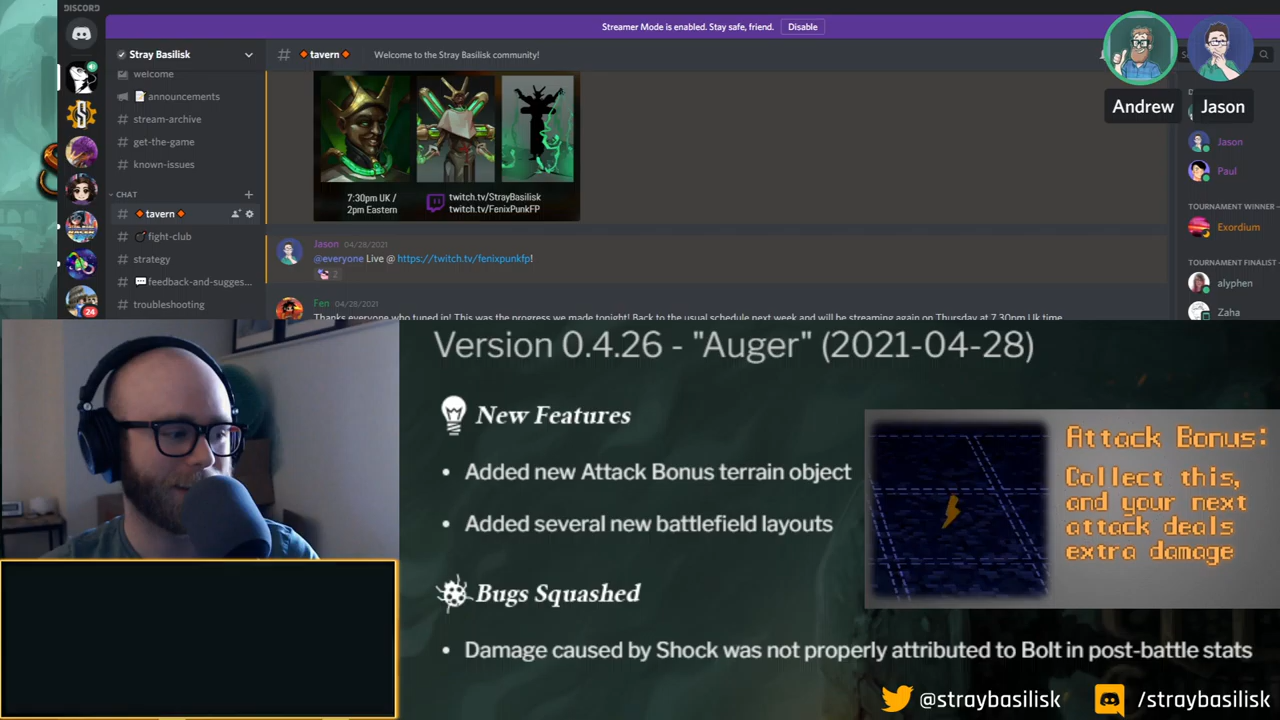 DISCORD
Streamer Mode is enabled. Stay safe, friend.
Disable
Stray Basilisk
# tavern
Welcome to the Stray Basilisk community!
welcome
announcements
# stream-archive
# get-the-game
# known-issues
CHAT
+
# tavern
# fight-club
# strategy
# feedback-and-sugges...
# troubleshooting
24
7:30pm UK /
2pm Eastern
twitch.tv/StrayBasilisk
twitch.tv/FenixPunkFP
Jason 04/28/2021
@everyone Live @ https://twitch.tv/fenixpunkfp!
2
Fen 04/28/2021
Thanks everyone who tuned in! This was the progress we made tonight! Back to the usual schedule next week and will be streaming again on Thursday at 7.30pm Uk time
Andrew
Jason
Jason
Paul
TOURNAMENT WINNER -
Exordium
TOURNAMENT FINALIST -
alyphen
Zaha
Version 0.4.26 - "Auger" (2021-04-28)
New Features
• Added new Attack Bonus terrain object
• Added several new battlefield layouts
Attack Bonus:
Collect this,
and your next
attack deals
extra damage
Bugs Squashed
• Damage caused by Shock was not properly attributed to Bolt in post-battle stats
@straybasilisk
/straybasilisk